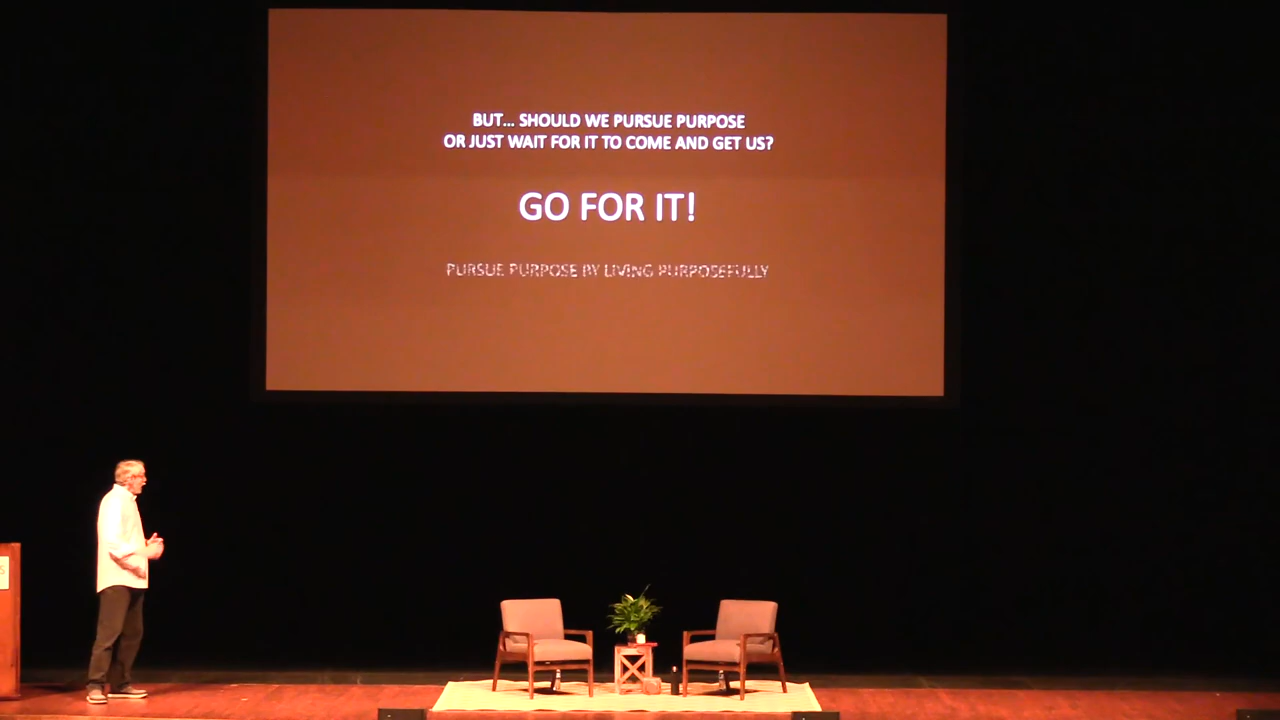 BUT... SHOULD WE PURSUE PURPOSE
OR JUST WAIT FOR IT TO COME AND GET US?
GO FOR IT!
PURSUE PURPOSE BY LIVING PURPOSEFULLY